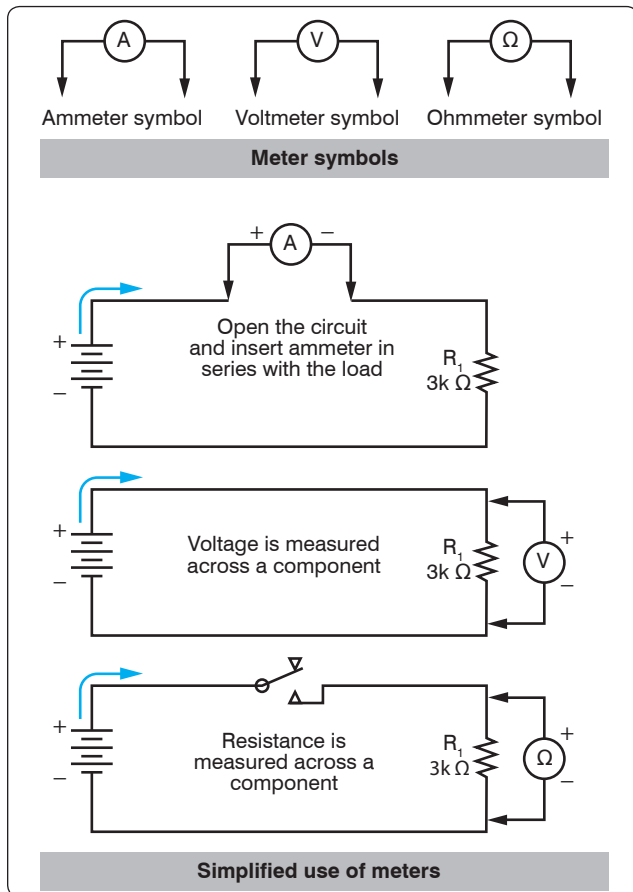 A V Ω
Ammeter symbol Voltmeter symbol Ohmmeter symbol
Meter symbols
+ A −
Open the circuit
and insert ammeter in
series with the load
+
−
R₁
3k Ω
Voltage is measured
across a component
+
−
R₁
3k Ω
+
V
−
Resistance is
measured across a
component
+
−
R₁
3k Ω
+
Ω
−
Simplified use of meters